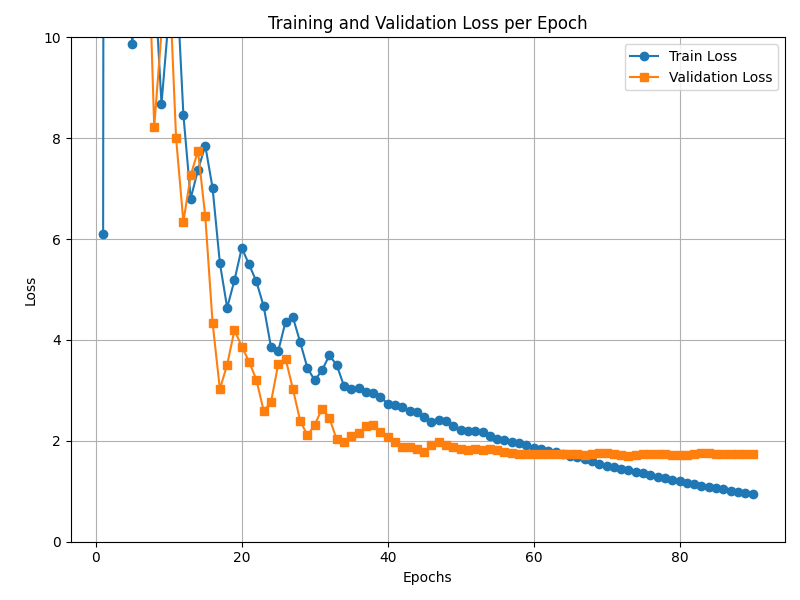 Training and Validation Loss per Epoch
Train Loss
Validation Loss
10
8
6
4
2
0
Loss
0 20 40 60 80
Epochs